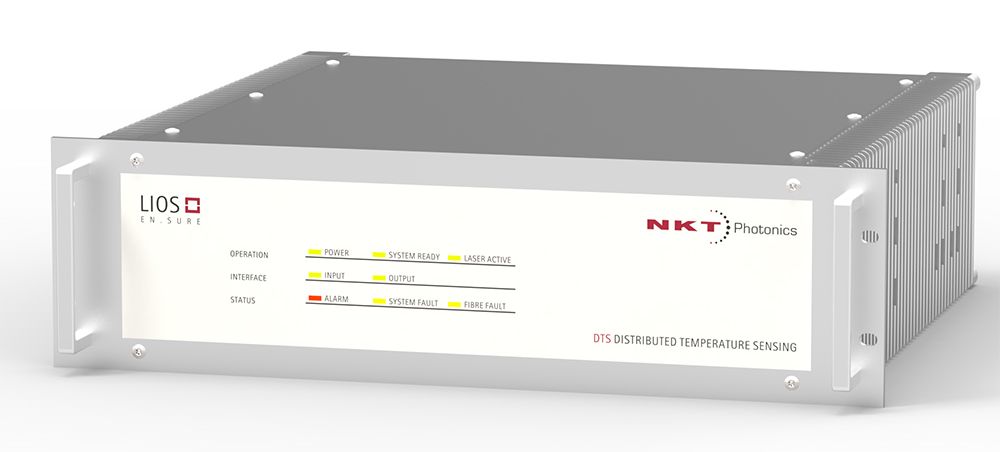 LIOS
EN.SURE
NKT Photonics
OPERATION POWER SYSTEM READY LASER ACTIVE
INTERFACE INPUT OUTPUT
STATUS ALARM SYSTEM FAULT FIBRE FAULT
DTS DISTRIBUTED TEMPERATURE SENSING